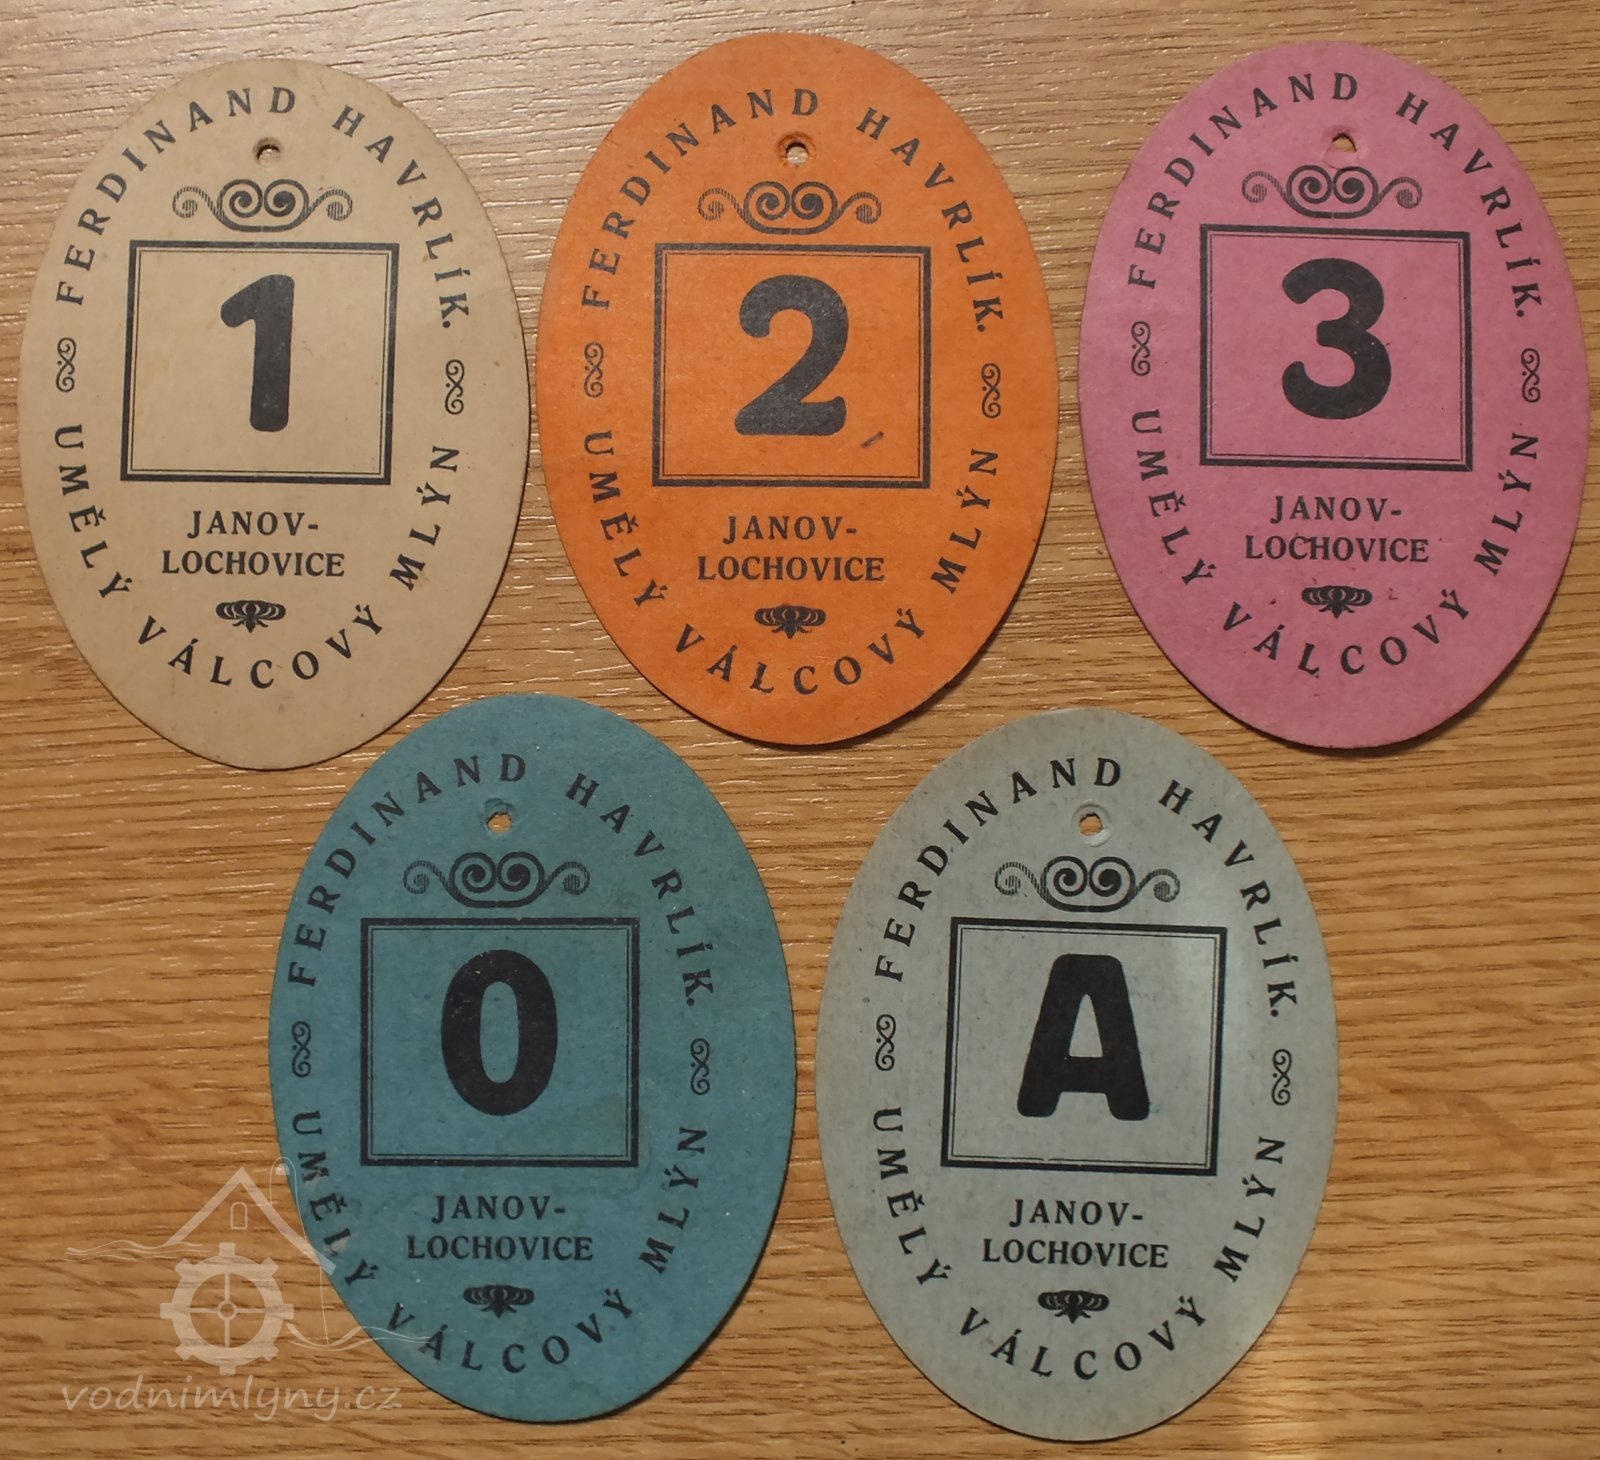 FERDINAND HAVRLÍK.
1
JANOV-
LOCHOVICE
UMĚLÝ VÁLCOVÝ MLÝN
FERDINAND HAVRLÍK.
2
JANOV-
LOCHOVICE
UMĚLÝ VÁLCOVÝ MLÝN
FERDINAND HAVRLÍK.
3
JANOV-
LOCHOVICE
UMĚLÝ VÁLCOVÝ MLÝN
FERDINAND HAVRLÍK.
0
JANOV-
LOCHOVICE
UMĚLÝ VÁLCOVÝ MLÝN
FERDINAND HAVRLÍK.
A
JANOV-
LOCHOVICE
UMĚLÝ VÁLCOVÝ MLÝN
vodnimlyny.cz